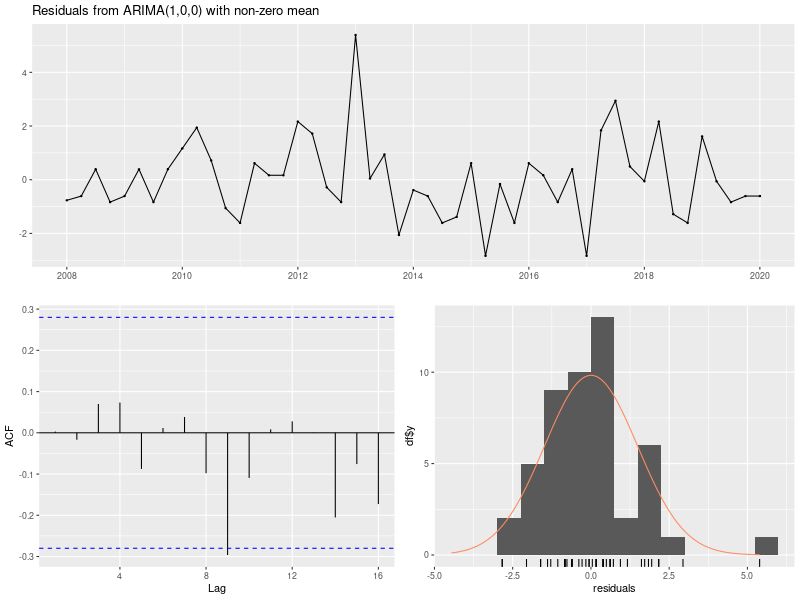 Residuals from ARIMA(1,0,0) with non-zero mean
4
2
0
-2
2008 2010 2012 2014 2016 2018 2020
0.3
0.2
0.1
0.0
-0.1
-0.2
-0.3
ACF
4 8 12 16
Lag
10
5
0
df$y
-5.0 -2.5 0.0 2.5 5.0
residuals